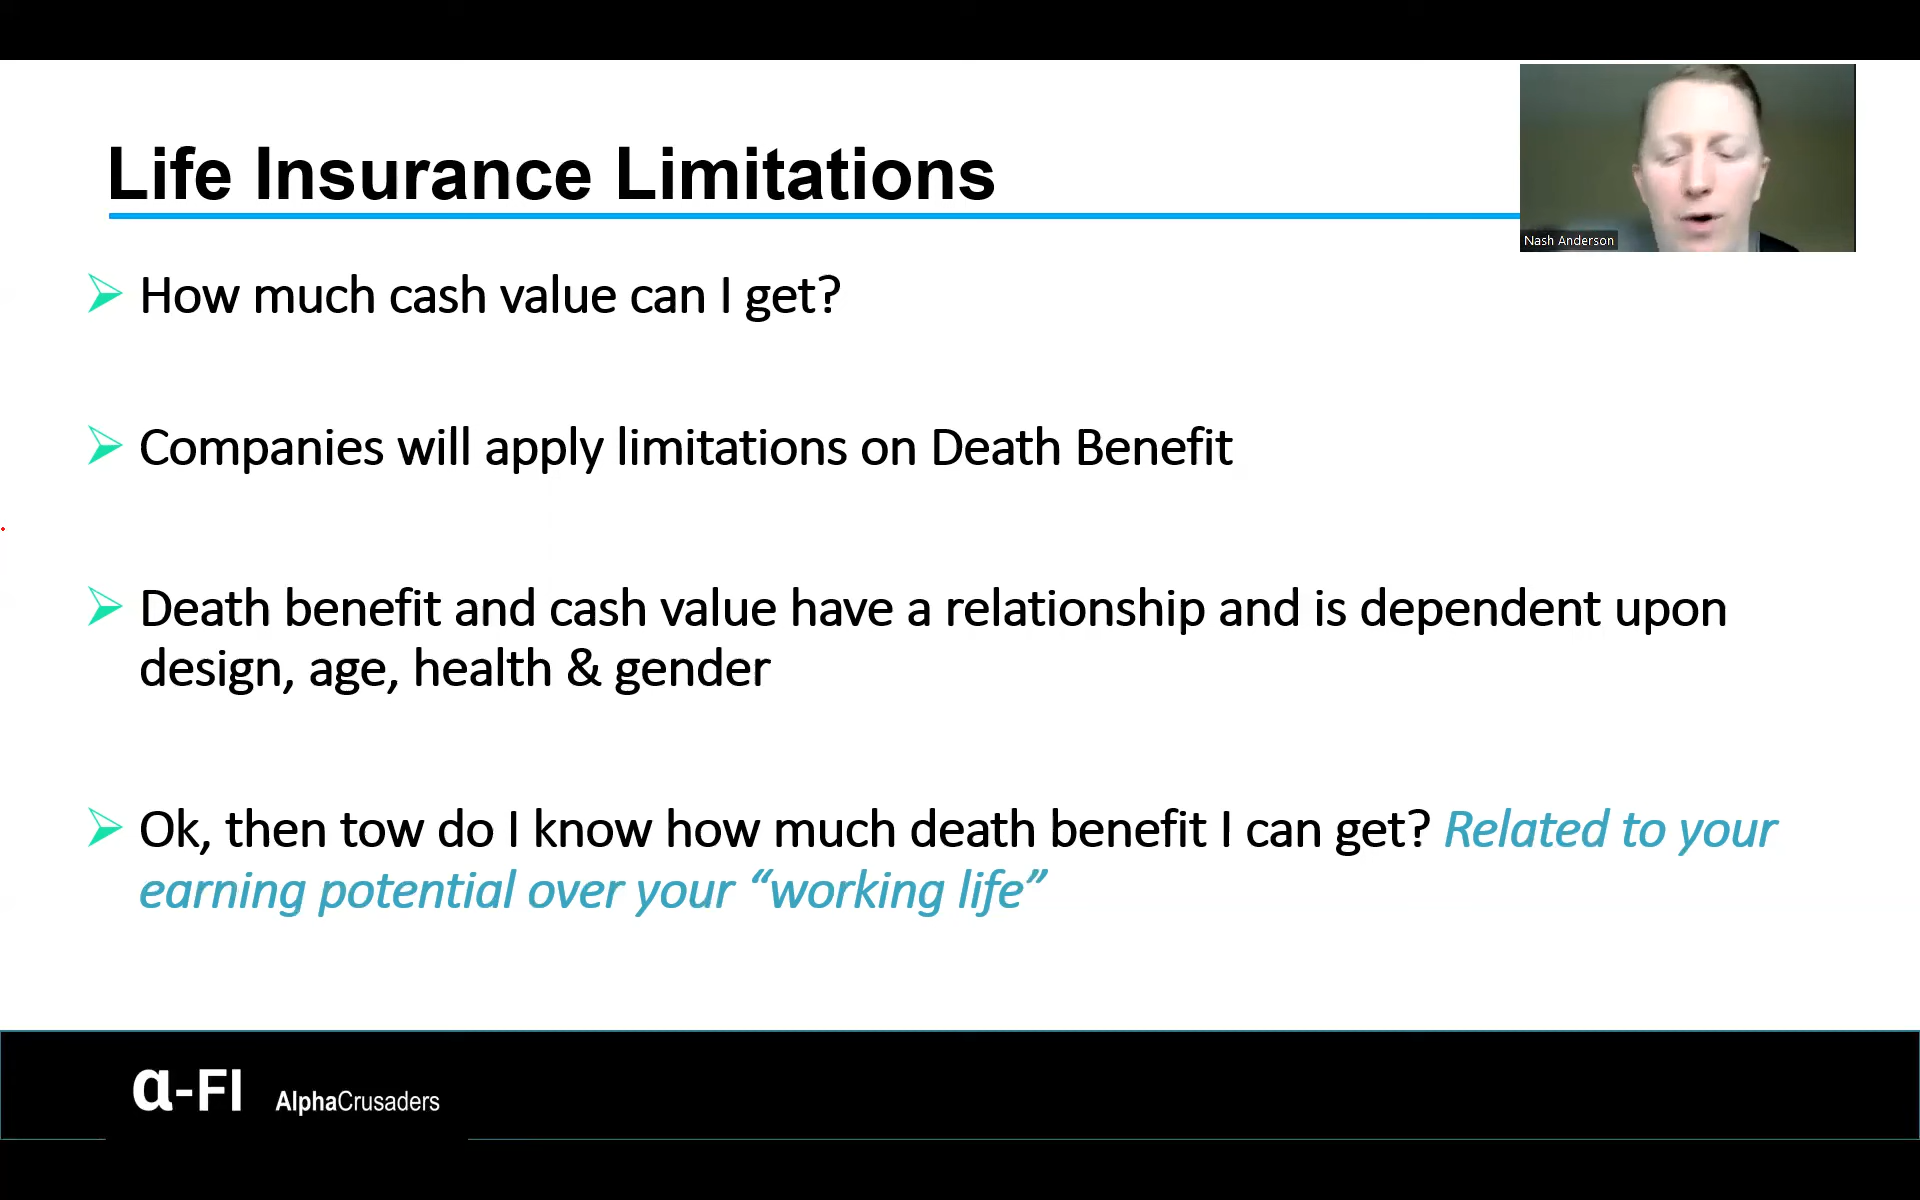 Life Insurance Limitations
Nash Anderson
How much cash value can I get?
Companies will apply limitations on Death Benefit
Death benefit and cash value have a relationship and is dependent upon
design, age, health & gender
Ok, then tow do I know how much death benefit I can get? Related to your
earning potential over your “working life”
α-FI AlphaCrusaders